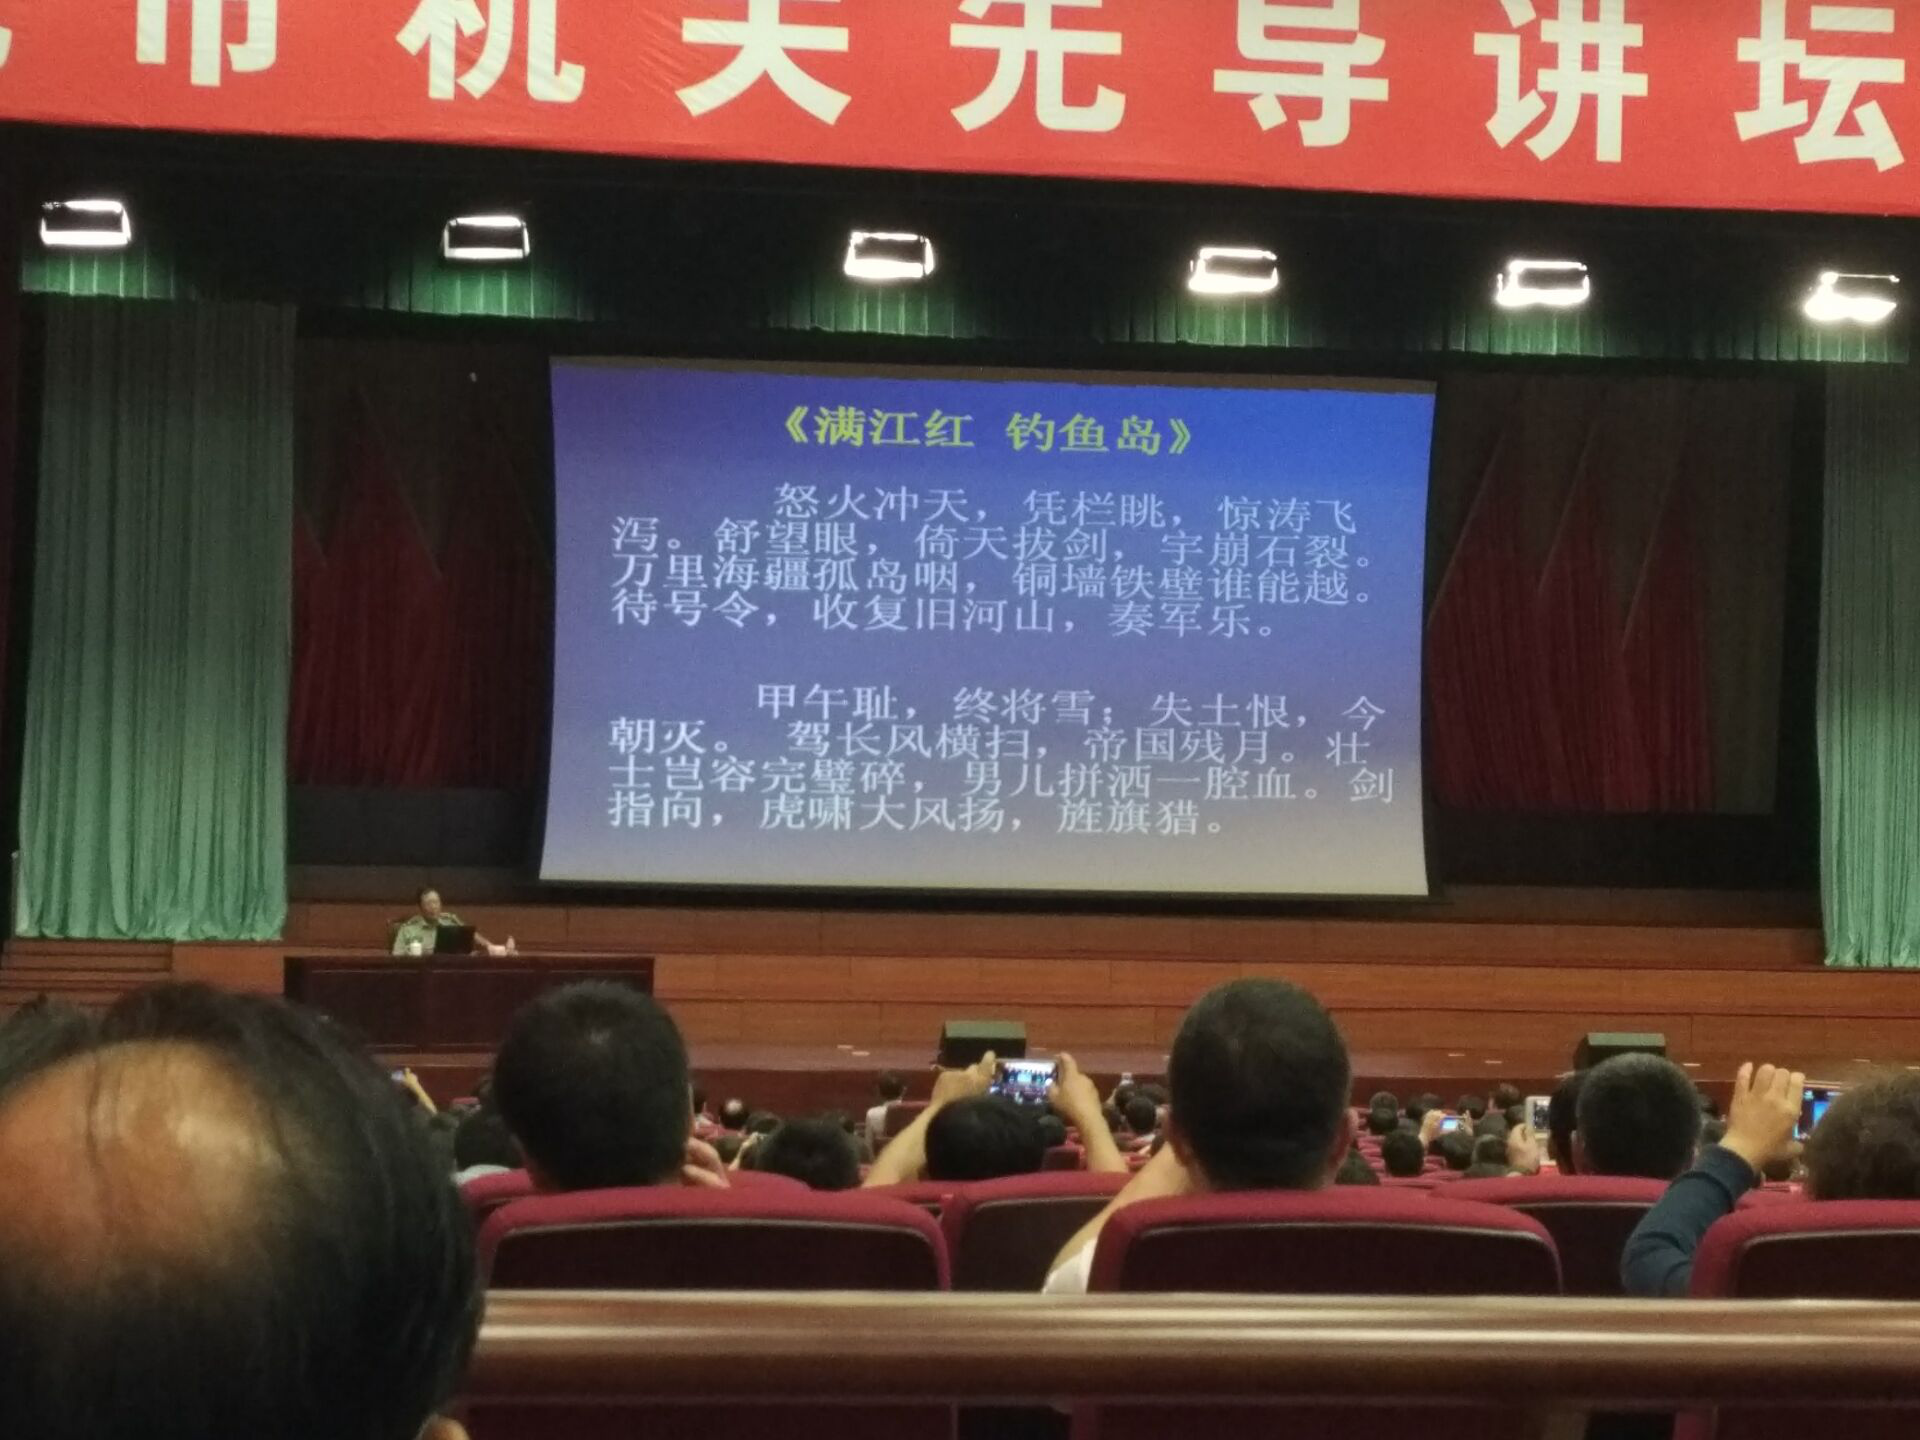 市机关先导讲坛
《满江红 钓鱼岛》
怒火冲天，凭栏眺，惊涛飞
泻。舒望眼，倚天拔剑，宇崩石裂。
万里海疆孤岛咽，铜墙铁壁谁能越。
待号令，收复旧河山，奏军乐。
甲午耻，终将雪；失土恨，今
朝灭。 驾长风横扫，帝国残月。壮
士岂容完璧碎，男儿拼洒一腔血。剑
指向，虎啸大风扬，旌旗猎。